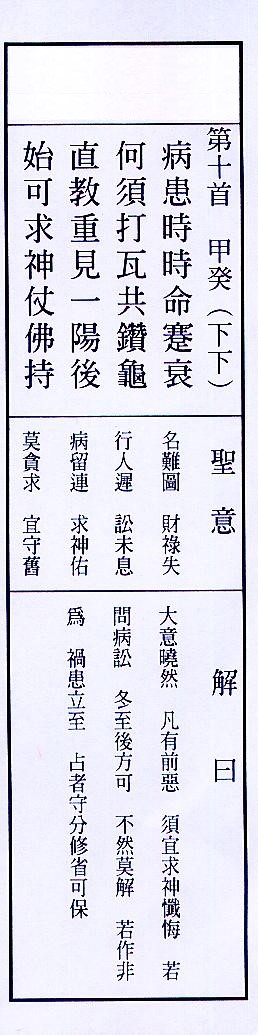 第十首　甲癸（下下）
病患時時命蹇衰
何須打瓦共鑽龜
直教重見一陽後
始可求神仗佛持
聖意
名難圖　財祿失
行人遲　訟未息
病留連　求神佑
莫貪求　宜守舊
解曰
大意曉然　凡有前惡　須宜求神懺悔　若
問病訟　冬至後方可　不然莫解　若作非
爲　禍患立至　占者守分修省可保